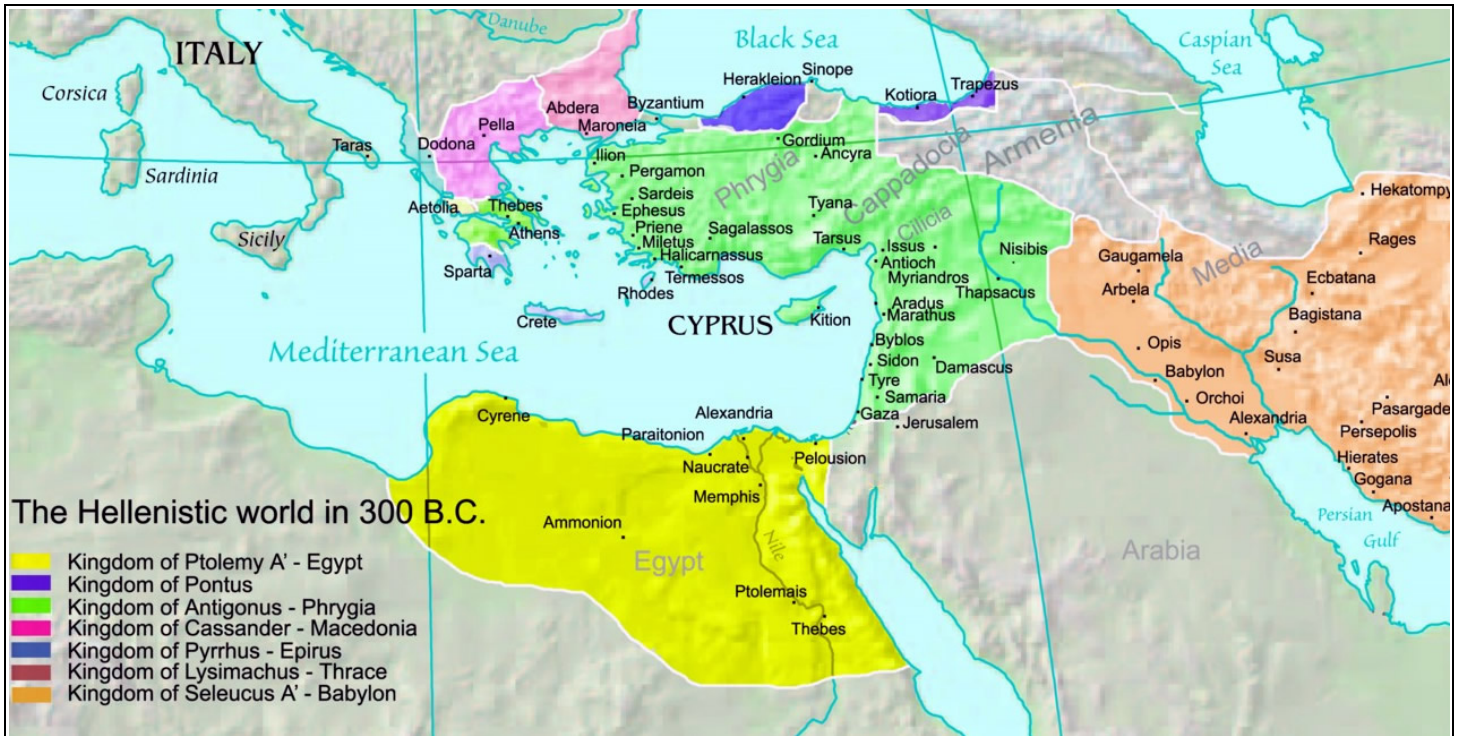 Danube
ITALY
Black Sea
Caspian
Sea
Corsica
Herakleion
Sinope
Trapezus
Kotiora
Abdera
Byzantium
Pella
Maroneia
Taras
Dodona
Gordium
Ancyra
Armenia
Ilion
Phrygia
Cappadocia
Pergamon
Sardinia
Sardeis
Hekatompy
Aetolia
Thebes
Ephesus
Tyana
Athens
Priene
Sagalassos
Cillicia
Sicily
Miletus
Tarsus
Issus
Nisibis
Rages
Halicarnassus
Gaugamela
Media
Sparta
Antioch
Termessos
Myriandros
Ecbatana
Rhodes
Thapsacus
Arbela
Aradus
Marathus
Bagistana
Crete
CYPRUS
Kition
Mediterranean Sea
Byblos
Opis
Susa
Sidon
Damascus
Babylon
Tyre
Al
Samaria
Orchoi
Pasargade
Cyrene
Alexandria
Gaza
Jerusalem
Alexandria
Persepolis
Paraitonion
Naucrate
Pelousion
Hierates
Memphis
Gogana
The Hellenistic world in 300 B.C.
Ammonion
Persian
Gulf
Apostana
Nile
Egypt
Arabia
Kingdom of Ptolemy A' - Egypt
Kingdom of Pontus
Kingdom of Antigonus - Phrygia
Kingdom of Cassander - Macedonia
Kingdom of Pyrrhus - Epirus
Kingdom of Lysimachus - Thrace
Kingdom of Seleucus A' - Babylon
Ptolemais
Thebes